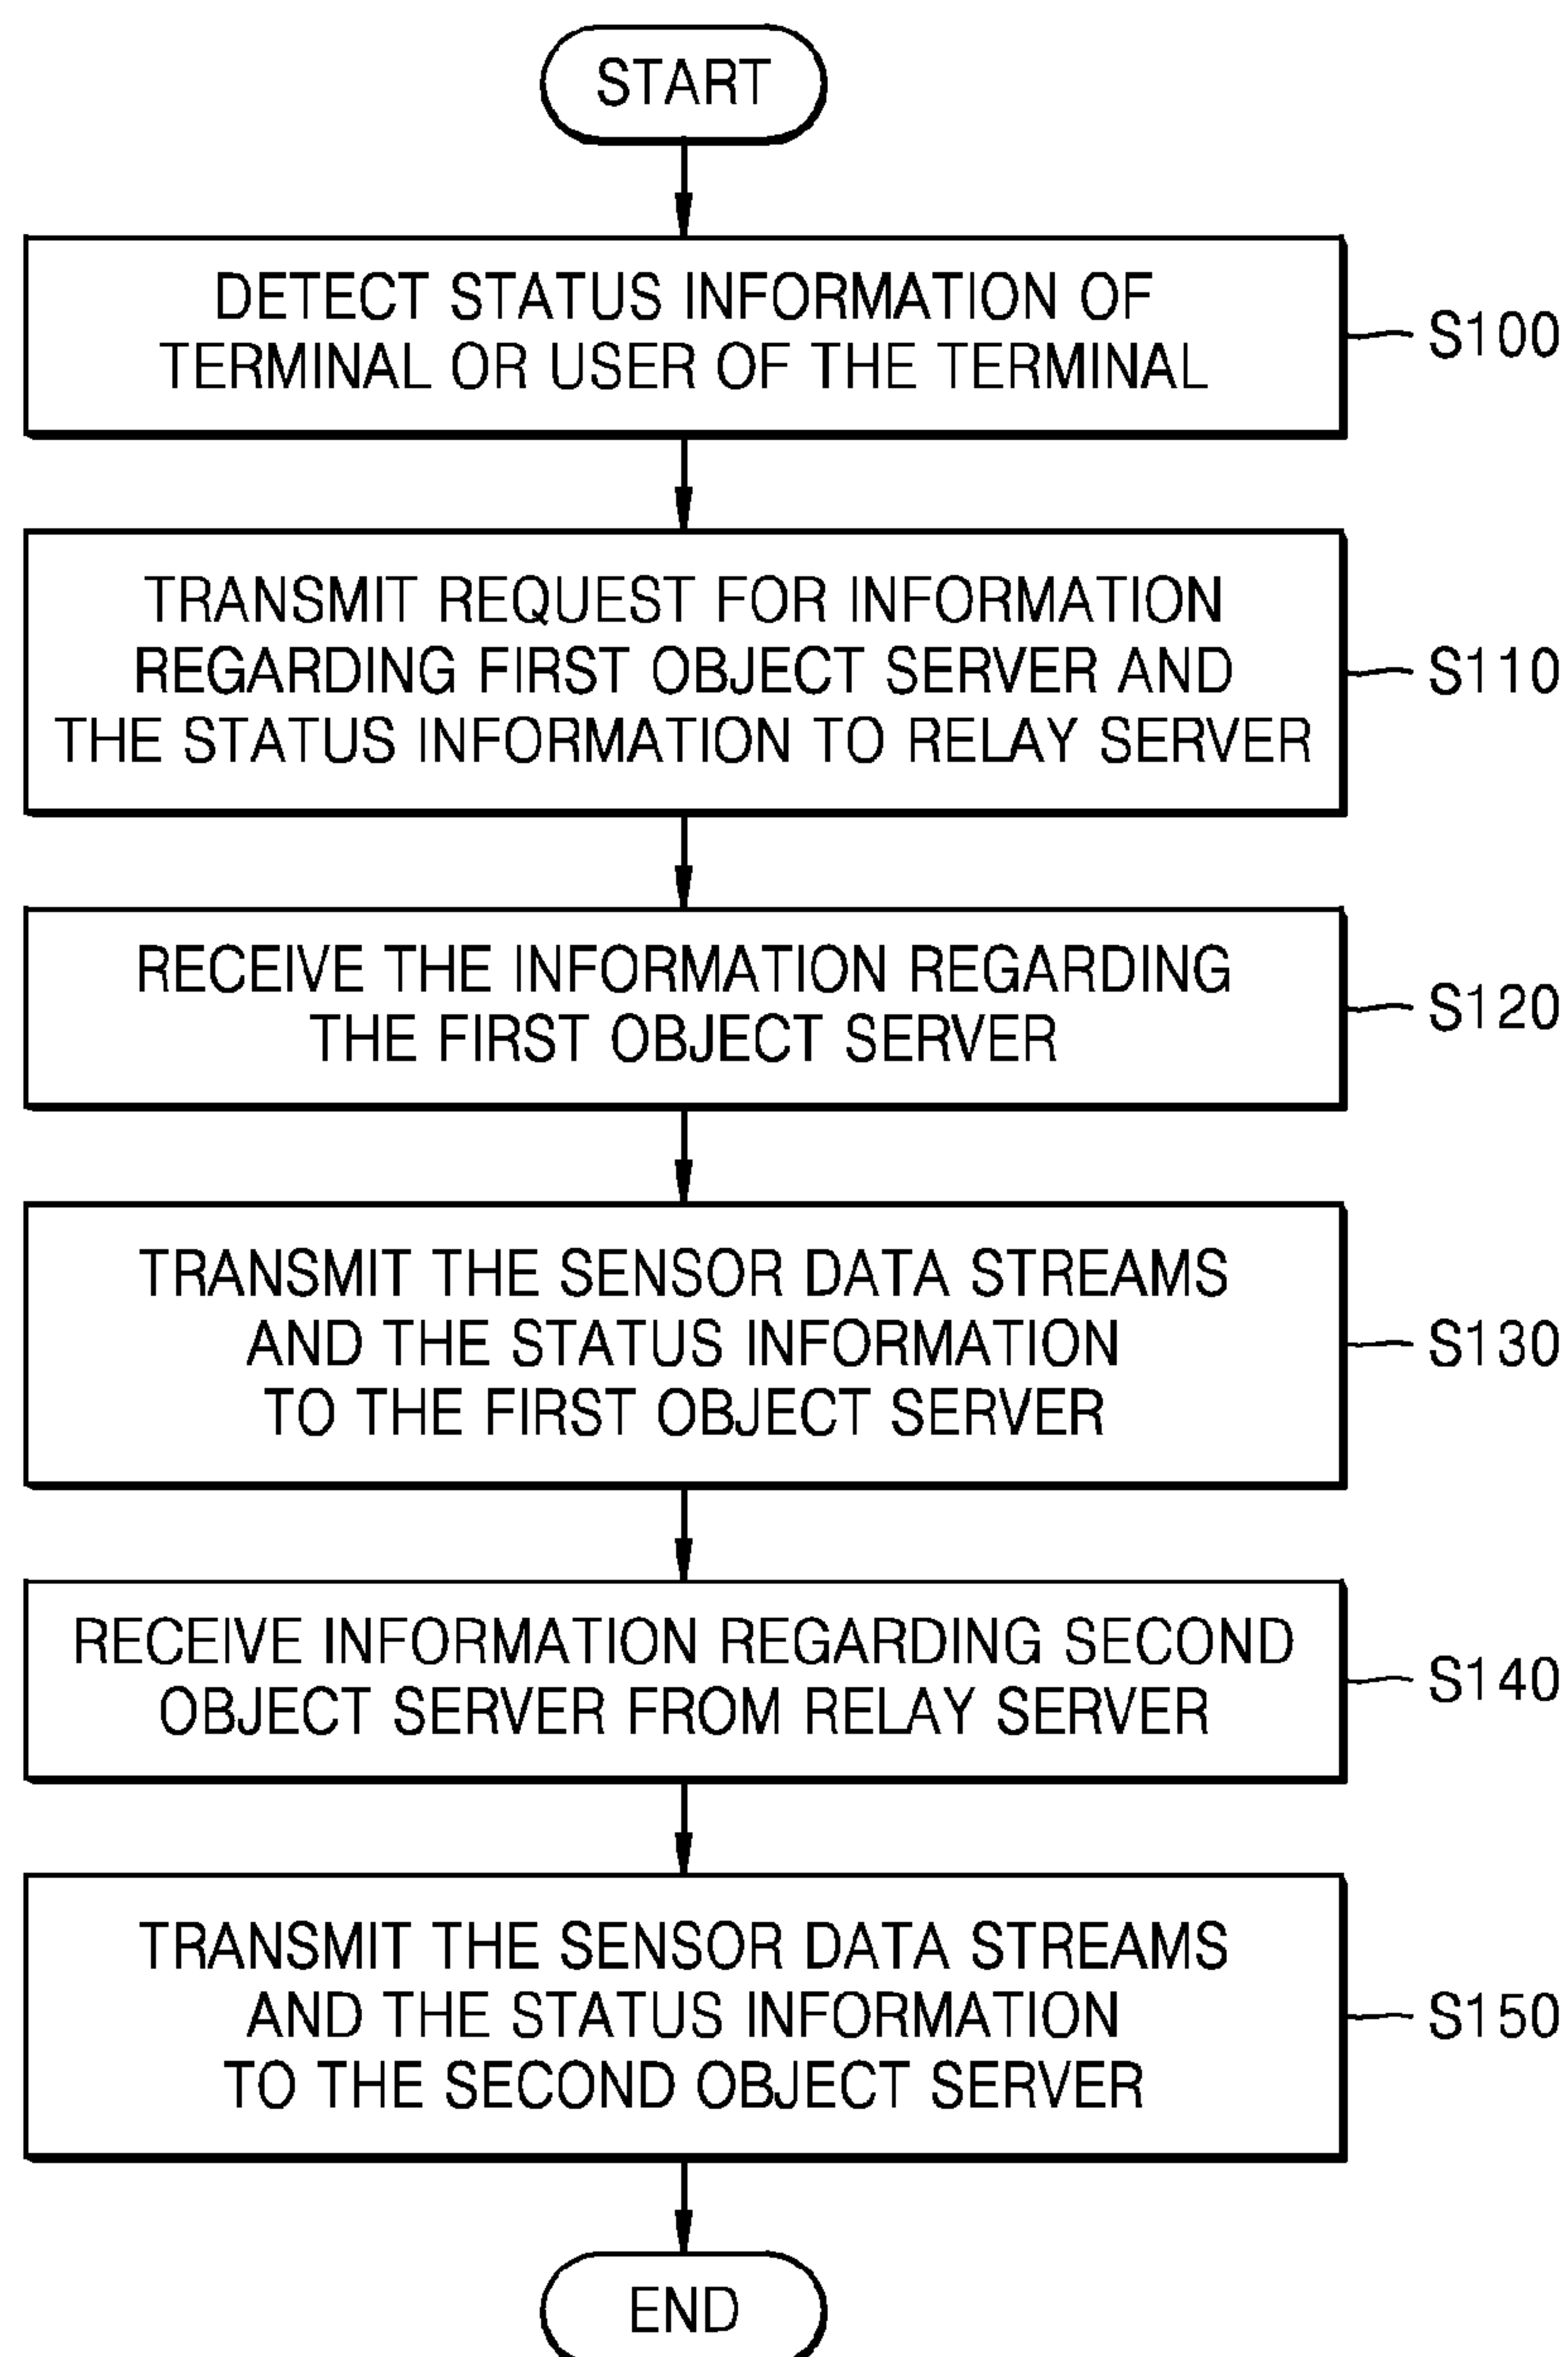 START
DETECT STATUS INFORMATION OF
TERMINAL OR USER OF THE TERMINAL
S100
TRANSMIT REQUEST FOR INFORMATION
REGARDING FIRST OBJECT SERVER AND
THE STATUS INFORMATION TO RELAY SERVER
S110
RECEIVE THE INFORMATION REGARDING
THE FIRST OBJECT SERVER
S120
TRANSMIT THE SENSOR DATA STREAMS
AND THE STATUS INFORMATION
TO THE FIRST OBJECT SERVER
S130
RECEIVE INFORMATION REGARDING SECOND
OBJECT SERVER FROM RELAY SERVER
S140
TRANSMIT THE SENSOR DATA STREAMS
AND THE STATUS INFORMATION
TO THE SECOND OBJECT SERVER
S150
END